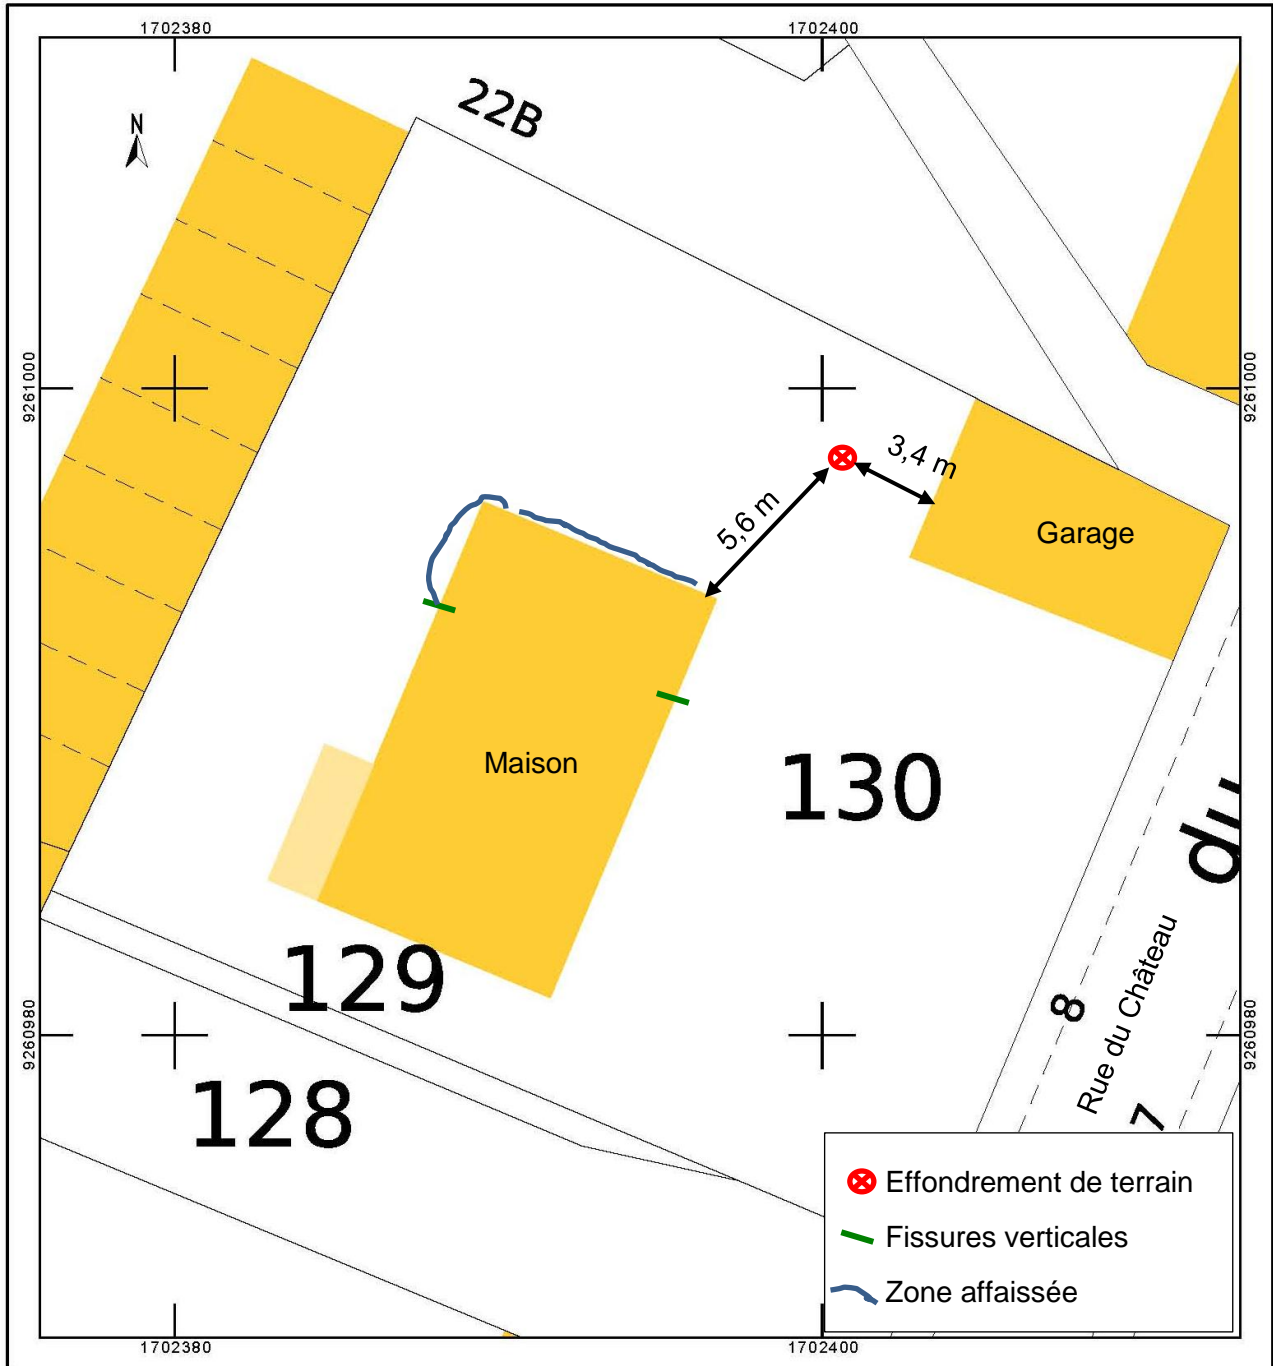 1702380
1702400
22B
N
9261000
9261000
3,4 m
5,6 m
Garage
Maison
130
du
129
8
Rue du Château
9260980
9260980
128
7
Effondrement de terrain
Fissures verticales
Zone affaissée
1702380
1702400